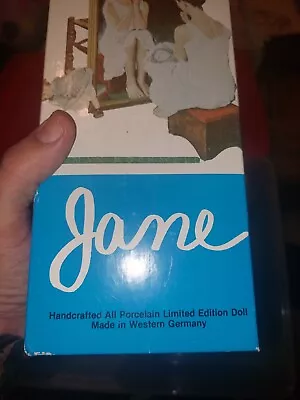 Jane
Handcrafted All Porcelain Limited Edition Doll
Made in Western Germany